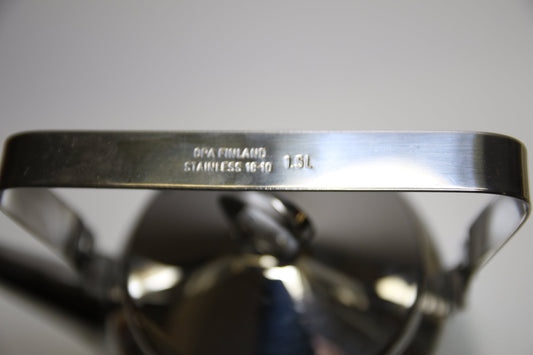 OPA FINLAND
STAINLESS 18-10
1.5L